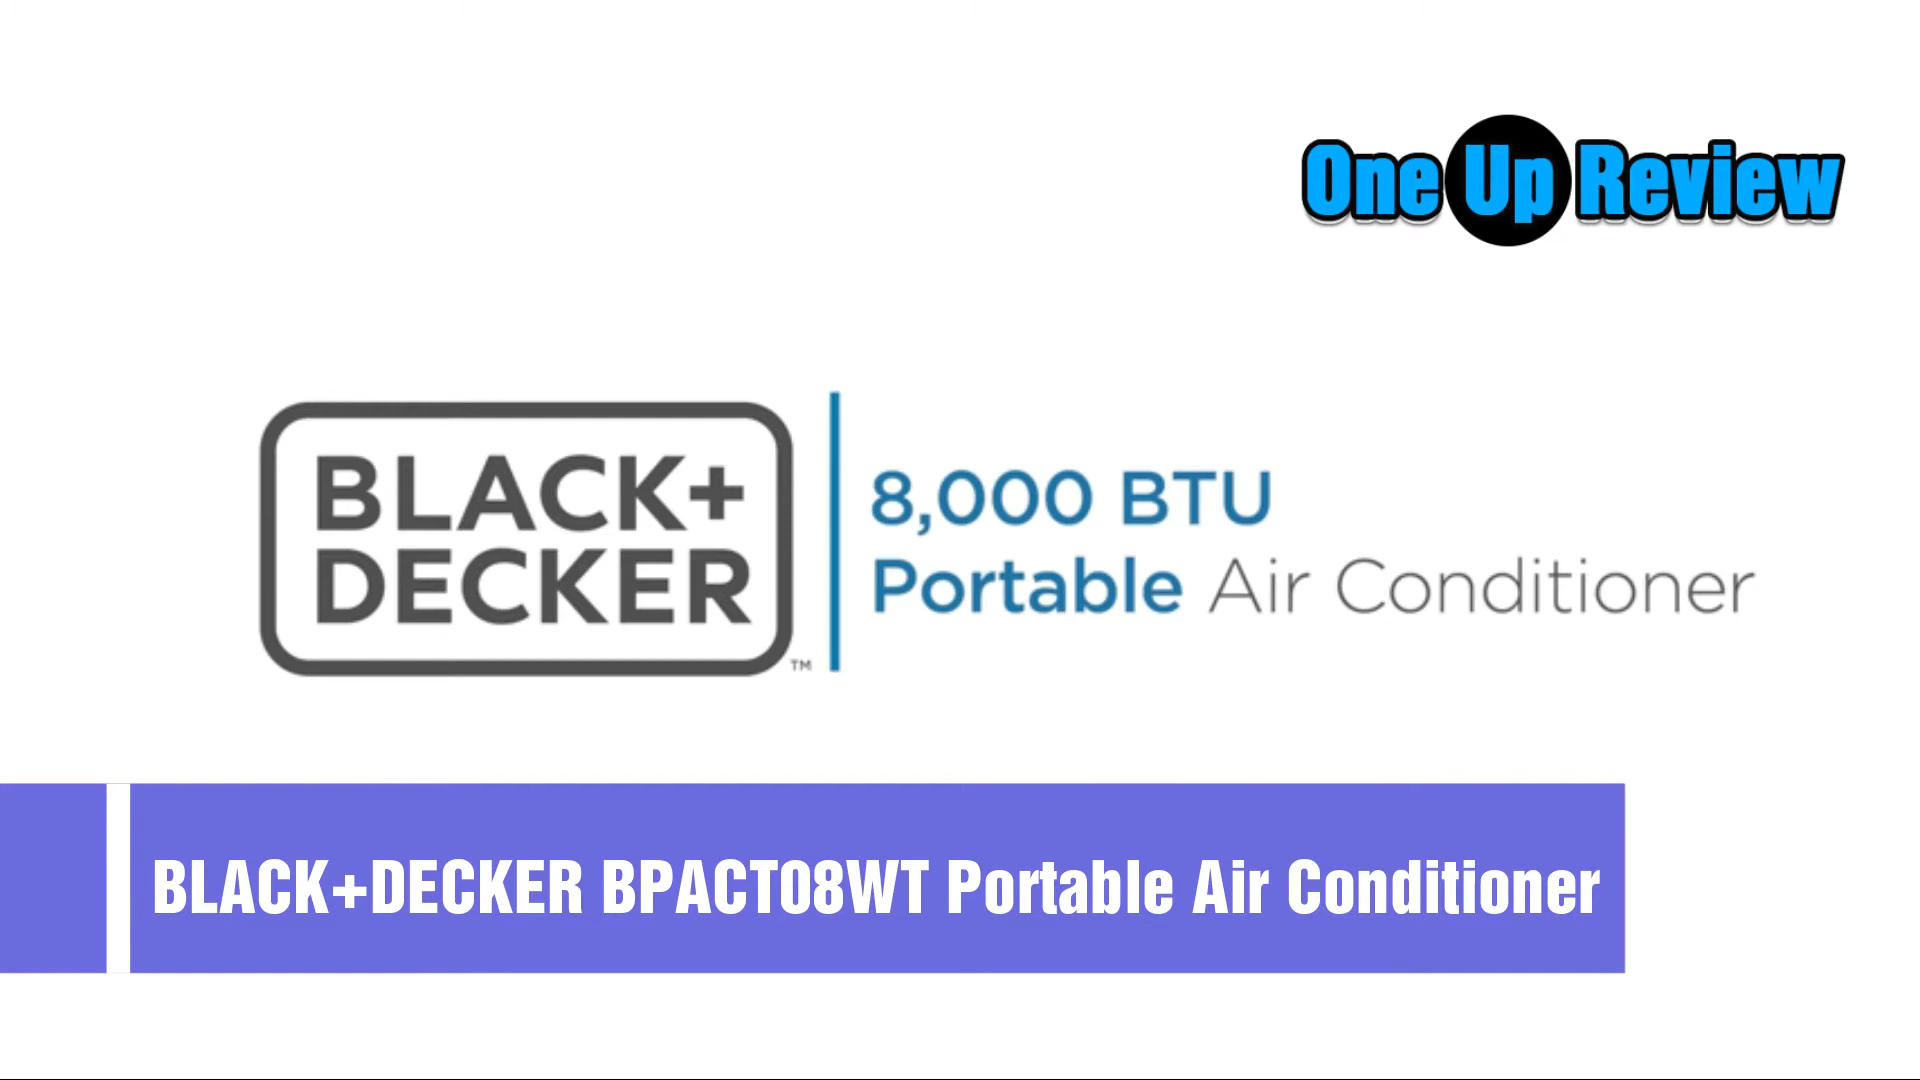 One Up Review
BLACK+
DECKER
™
8,000 BTU
Portable Air Conditioner
BLACK+DECKER BPACT08WT Portable Air Conditioner